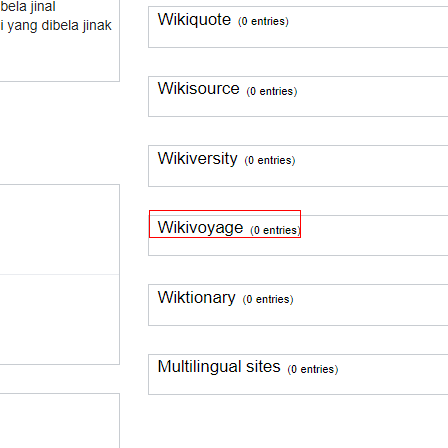 bela jinal
i yang dibela jinak
Wikiquote (0 entries)
Wikisource (0 entries)
Wikiversity (0 entries)
Wikivoyage (0 entries)
Wiktionary (0 entries)
Multilingual sites (0 entries)